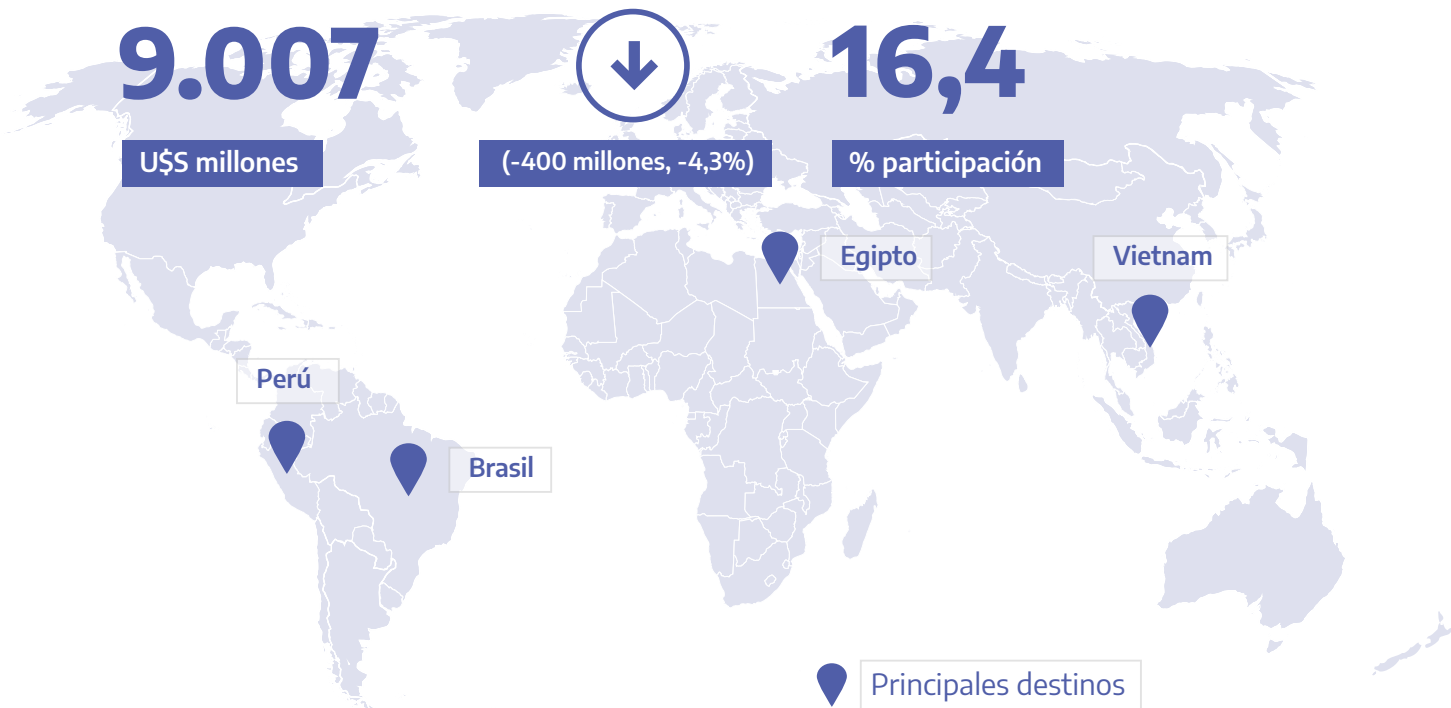 9.007
U$S millones
(-400 millones, -4,3%)
16,4
% participación
Egipto
Vietnam
Perú
Brasil
Principales destinos